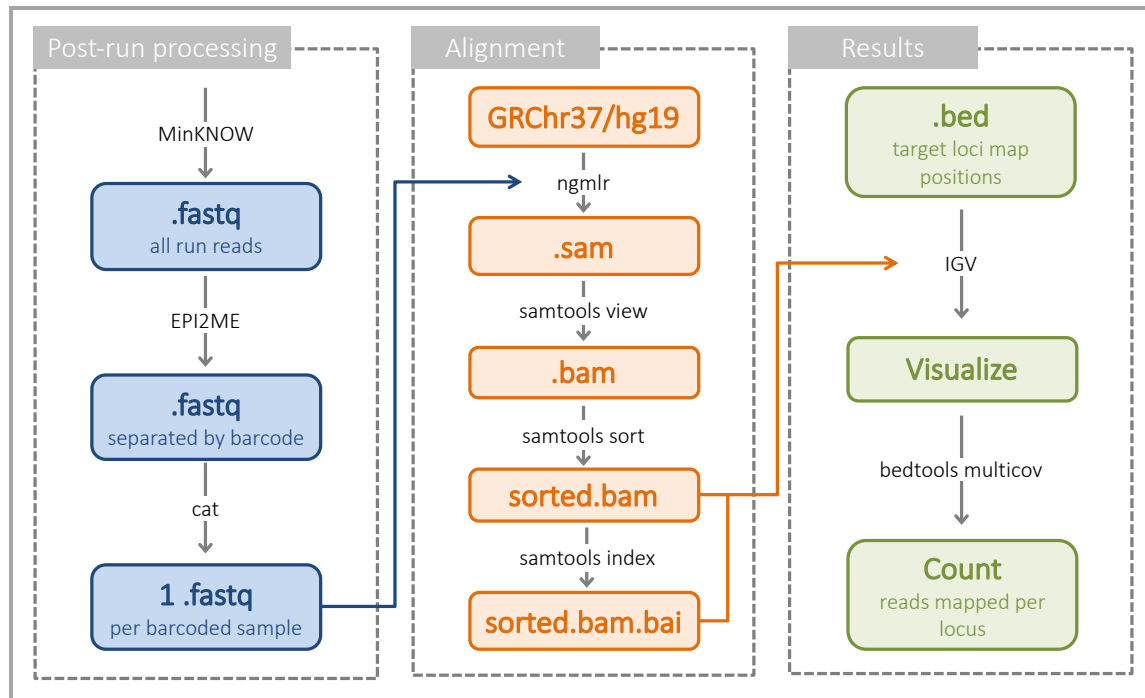 Post-run processing
MinKNOW
.fastq
all run reads
EPI2ME
.fastq
separated by barcode
cat
1 .fastq
per barcoded sample
Alignment
GRChr37/hg19
ngmlr
.sam
samtools view
.bam
samtools sort
sorted.bam
samtools index
sorted.bam.bai
Results
.bed
target loci map
positions
IGV
Visualize
bedtools multicov
Count
reads mapped per
locus